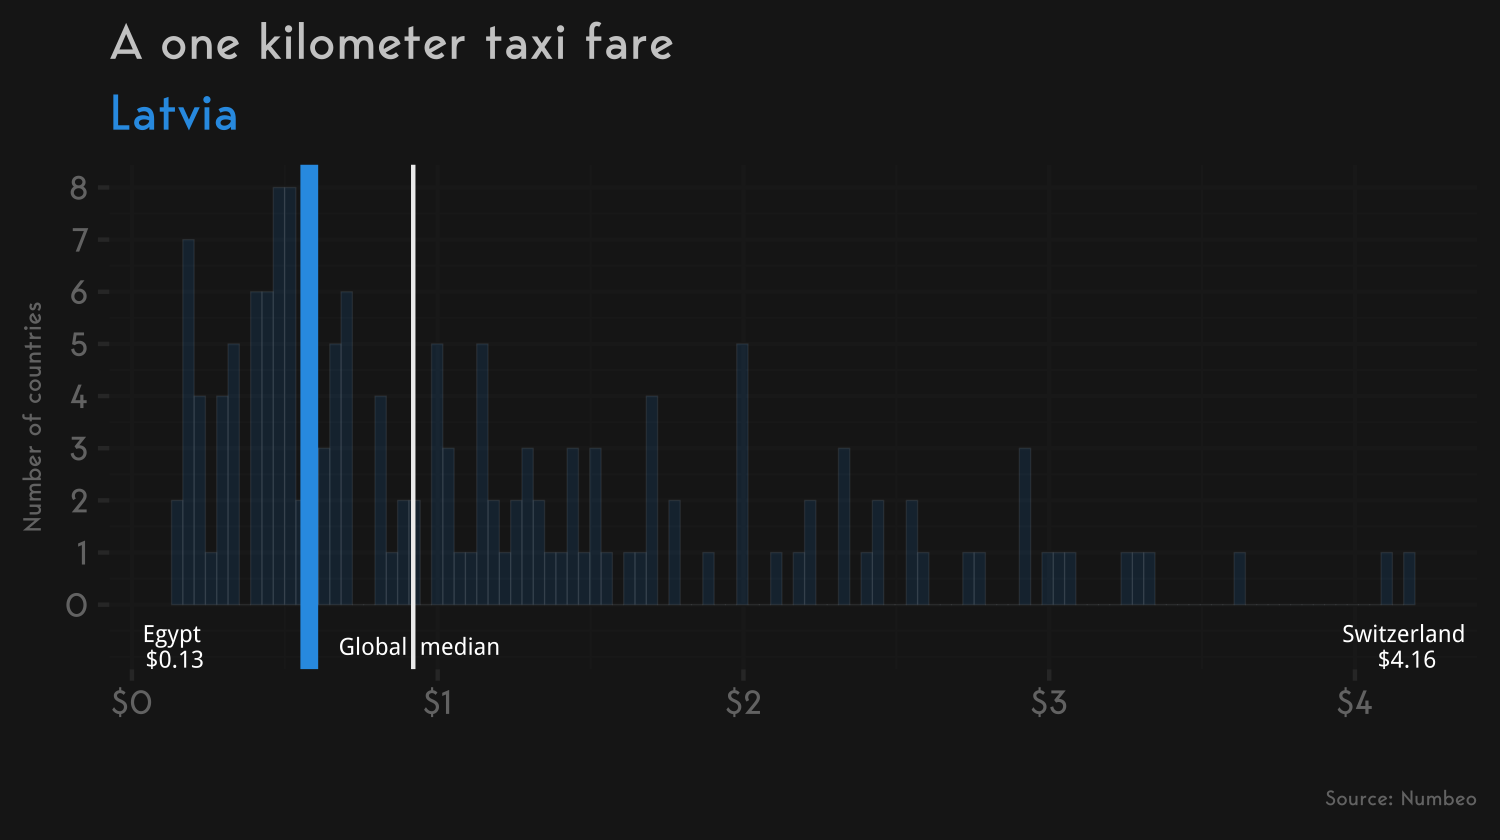 A one kilometer taxi fare
Latvia
Number of countries
8
7
6
5
4
3
2
1
0
Egypt
$0.13
Global median
Switzerland
$4.16
$0 $1 $2 $3 $4
Source: Numbeo